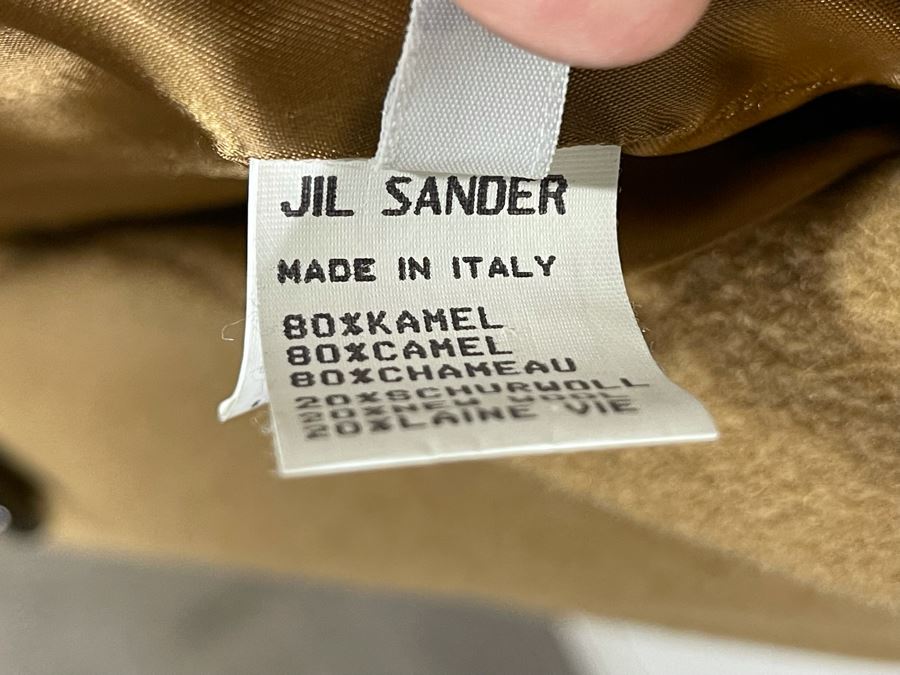 JIL SANDER
MADE IN ITALY
80%KAMEL
80%CAMEL
80%CHAMEAU
20%SCHURWOLL
20%NEW WOOL
20%LAINE VIE